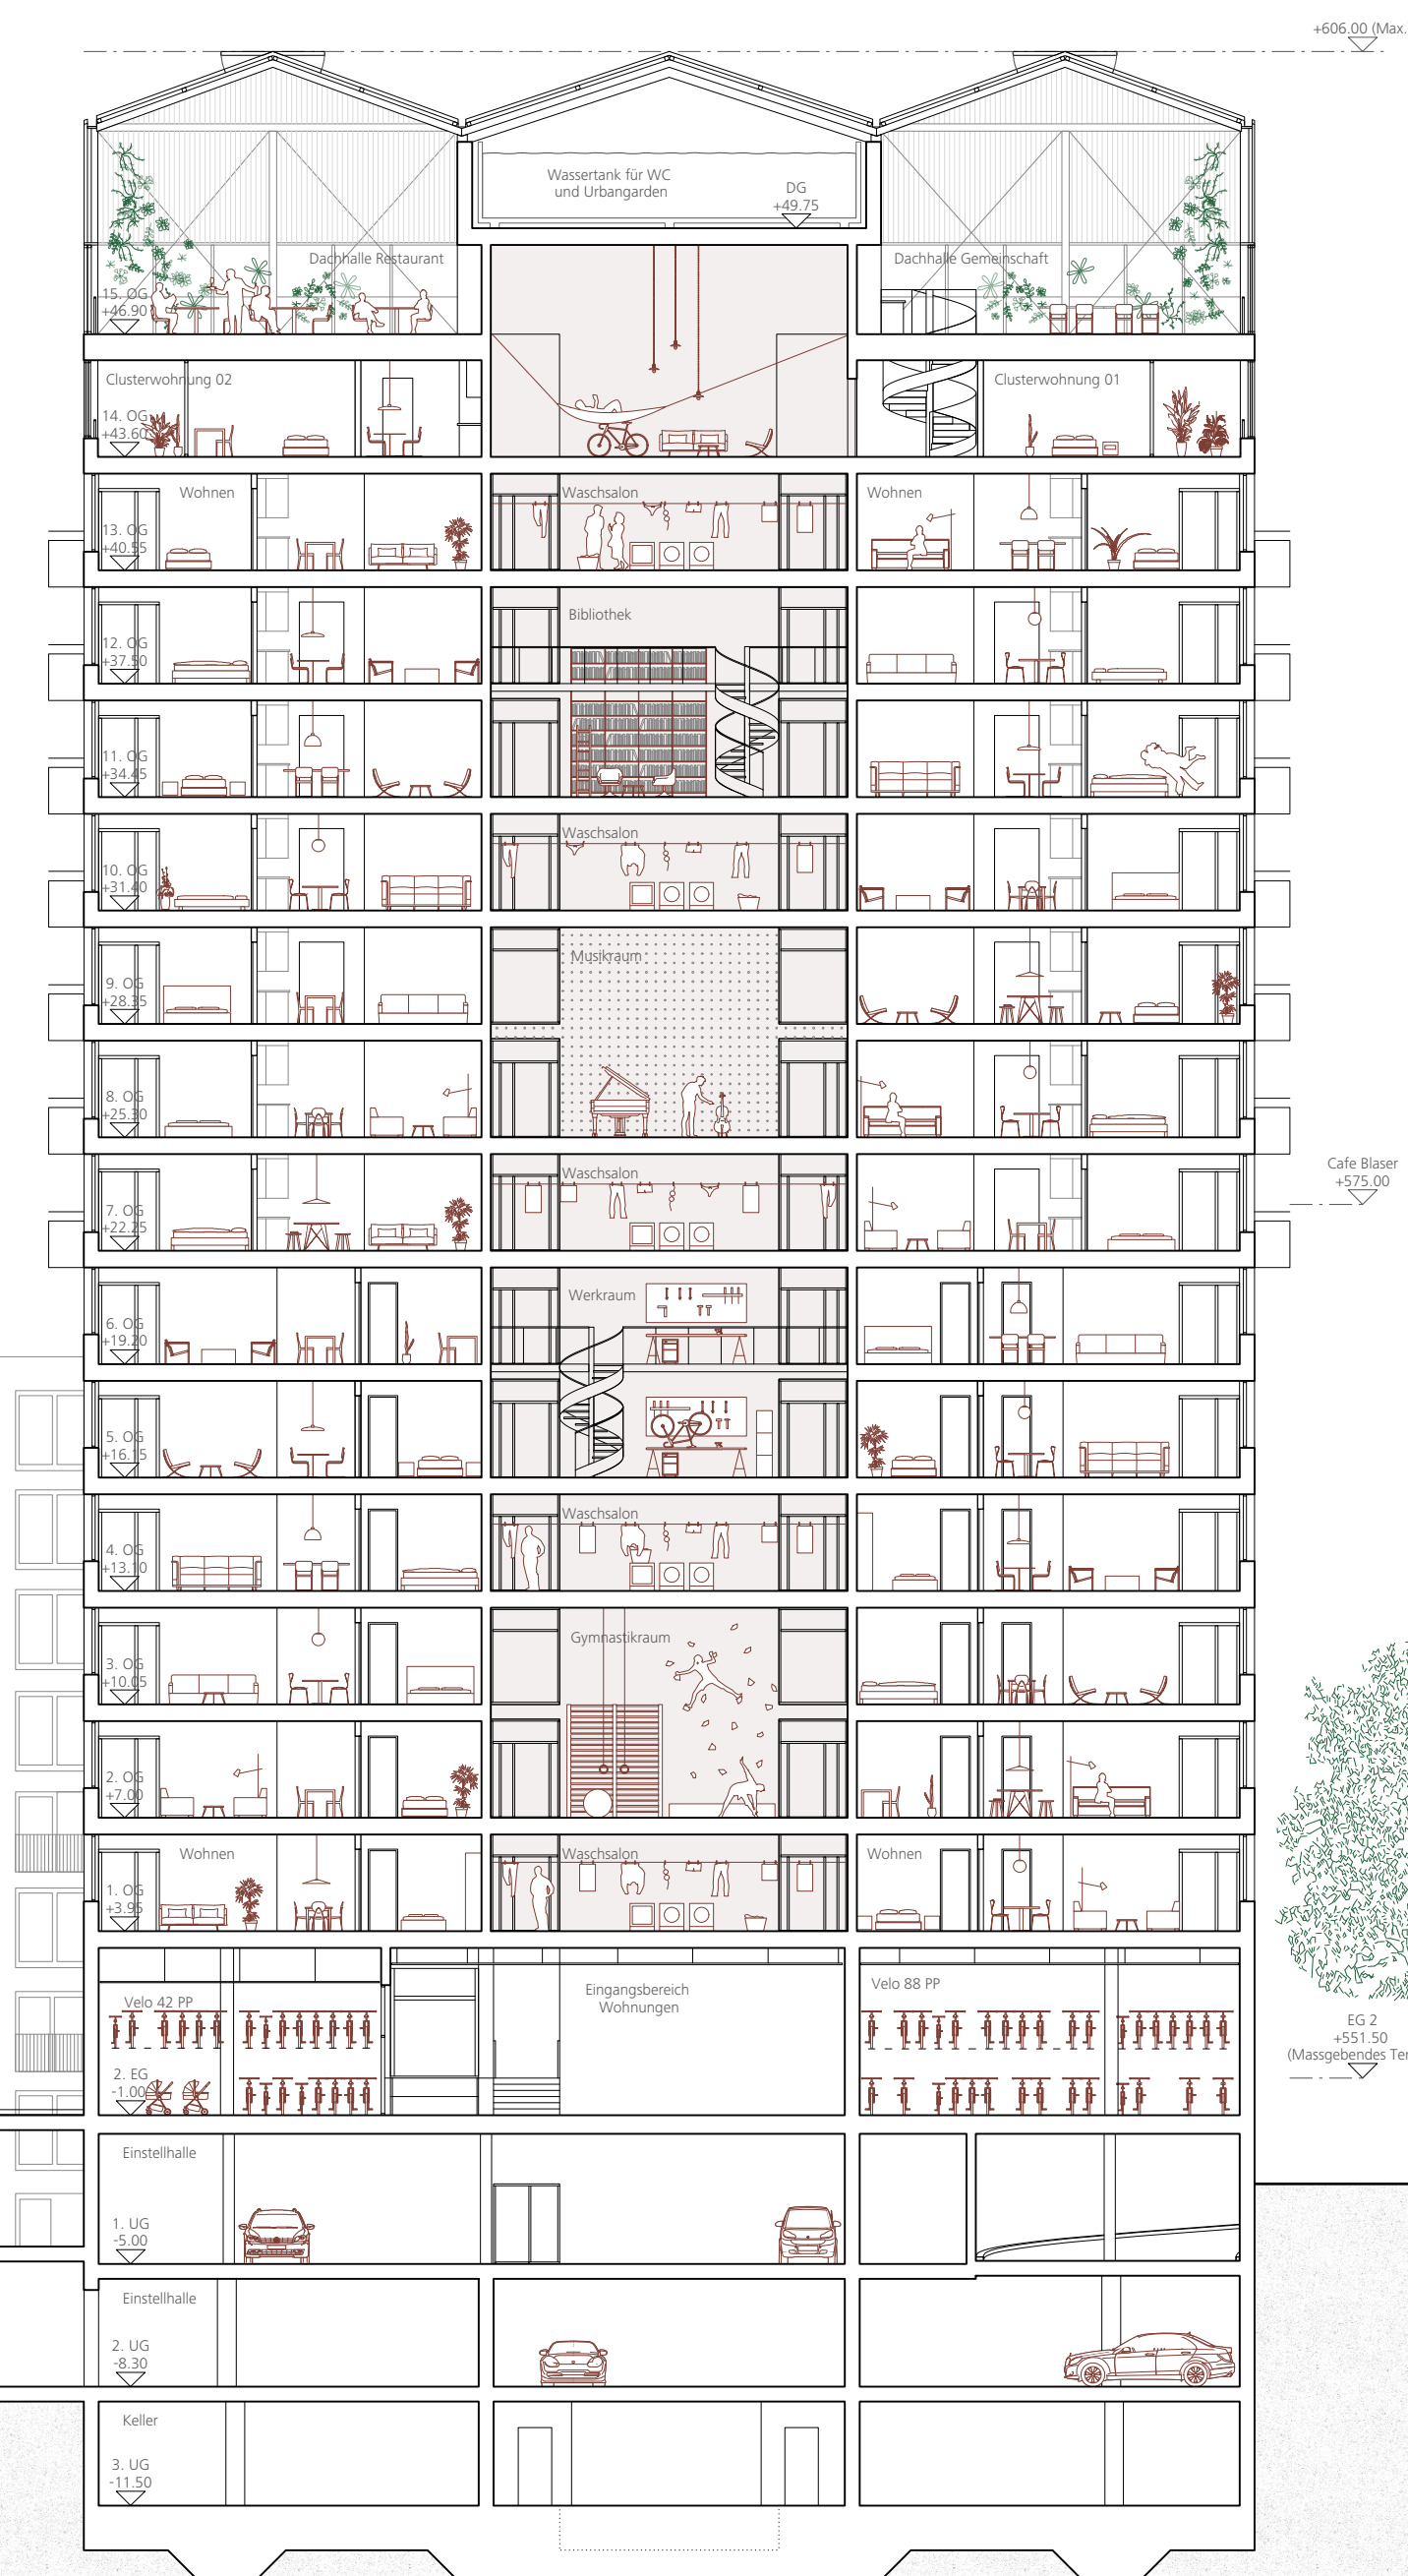 +606.00 (Max.
Wassertank für WC
und Urbangarden
DG
+49.75
Dachhalle Restaurant
Dachhalle Gemeinschaft
15. OG
+46.90
Clusterwohnung 02
Clusterwohnung 01
14. OG
+43.60
Wohnen
Waschsalon
Wohnen
13. OG
+40.55
Bibliothek
12. OG
+37.50
11. OG
+34.45
Waschsalon
10. OG
+31.40
Musikraum
9. OG
+28.35
8. OG
+25.30
Cafe Blaser
+575.00
Waschsalon
7. OG
+22.25
Werkraum
6. OG
+19.20
5. OG
+16.15
Waschsalon
4. OG
+13.10
Gymnastikraum
3. OG
+10.05
2. OG
+7.00
Wohnen
Waschsalon
Wohnen
1. OG
+3.95
Eingangsbereich
Wohnungen
Velo 42 PP
Velo 88 PP
EG 2
+551.50
(Massgebendes Ter
2. EG
-1.00
Einstellhalle
1. UG
-5.00
Einstellhalle
2. UG
-8.30
Keller
3. UG
-11.50